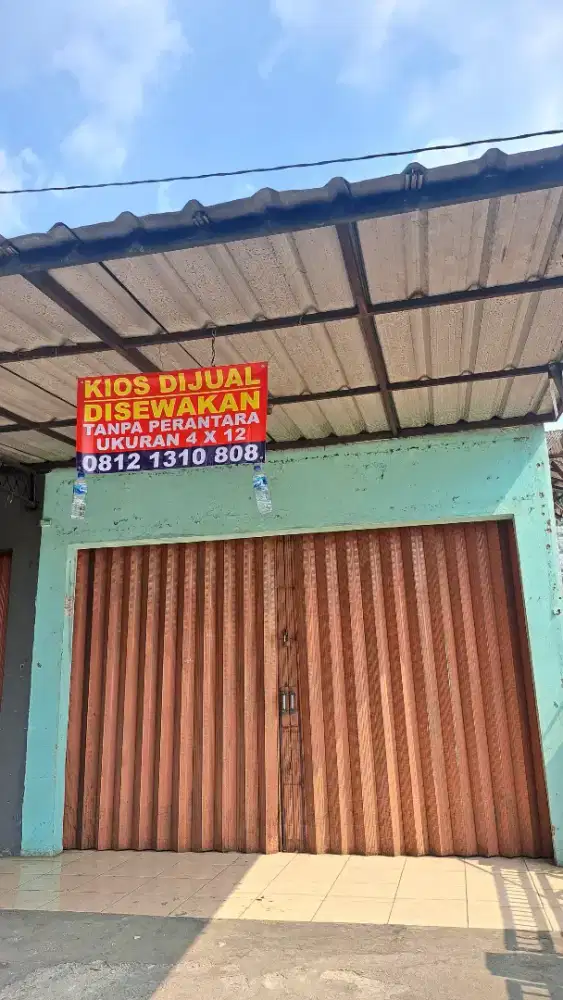 KIOS DIJUAL
DISEWAKAN
TANPA PERANTARA
UKURAN 4 X 12
0812 1310 808